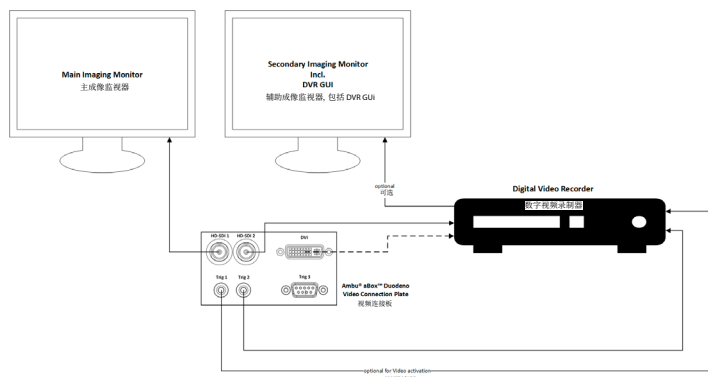 Main Imaging Monitor
主成像监视器
Secondary Imaging Monitor
Incl.
DVR GUI
辅助成像监视器, 包括 DVR GUi
optional
可选
Digital Video Recorder
数字视频录制器
HD-SDI 1
HD-SDI 2
DVI
Trig 1
Trig 2
Trig 3
Ambu® aBox™ Duodeno
Video Connection Plate
视频连接板
optional for Video activation